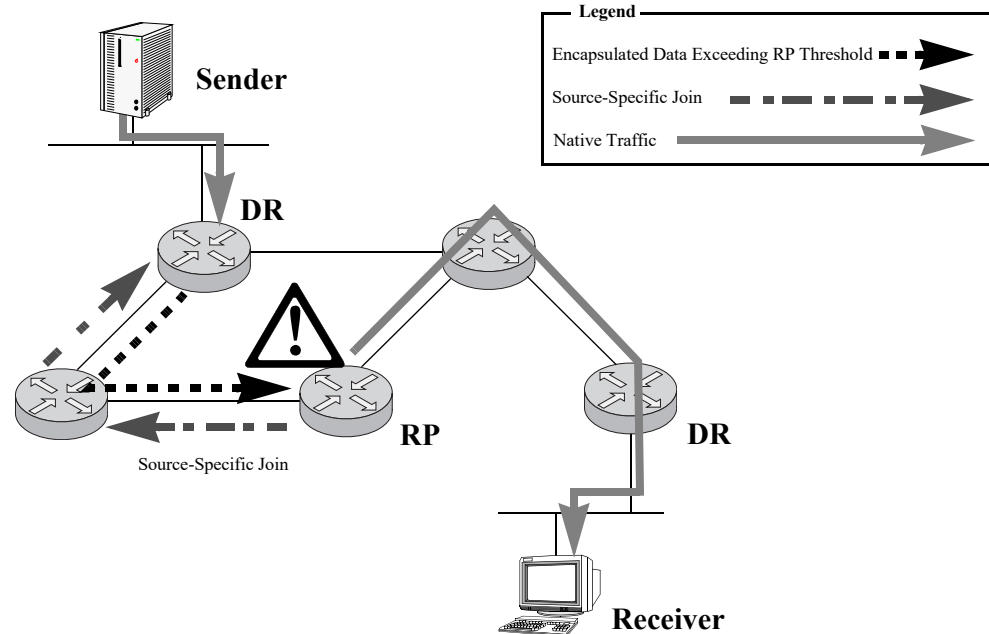 Legend
Encapsulated Data Exceeding RP Threshold
Source-Specific Join
Native Traffic
Sender
DR
RP
DR
Source-Specific Join
Receiver